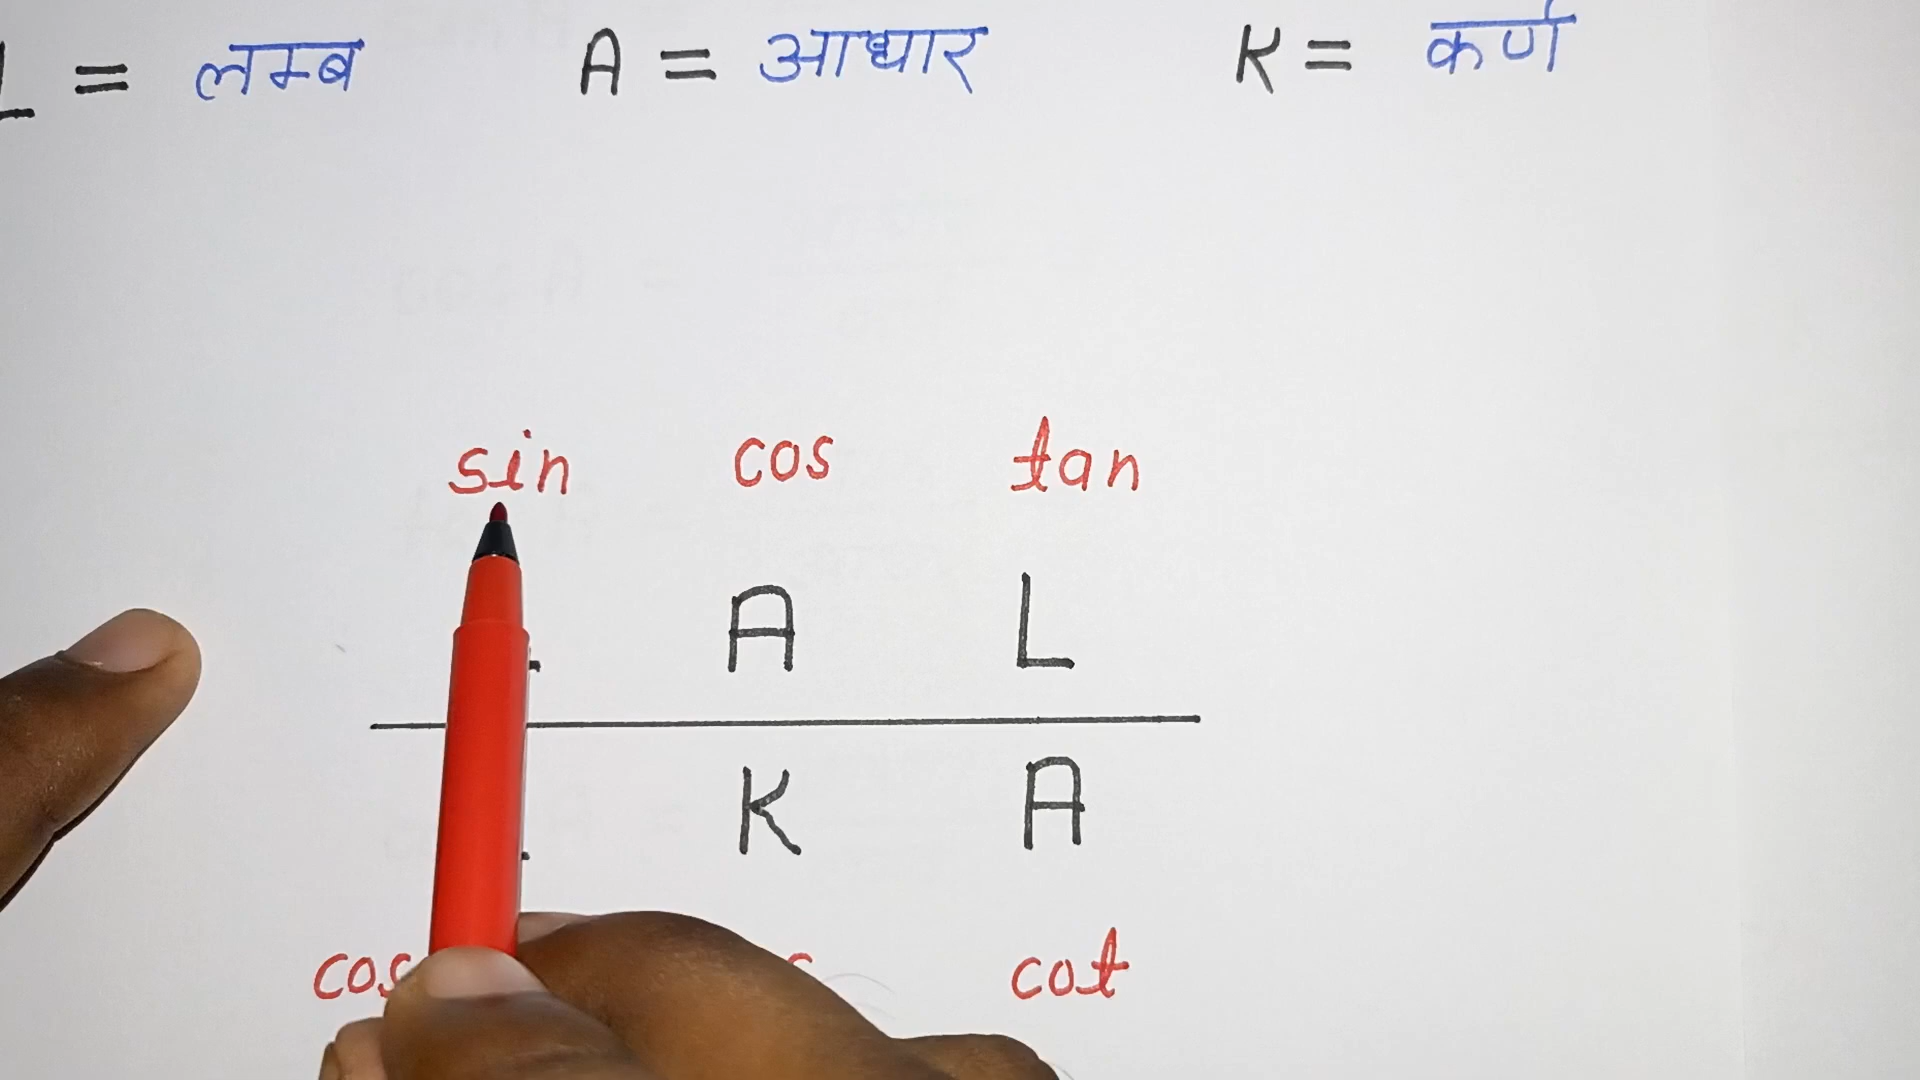 L = लम्ब A = आधार K = कर्ण
sin cos tan
A L
K A
cot